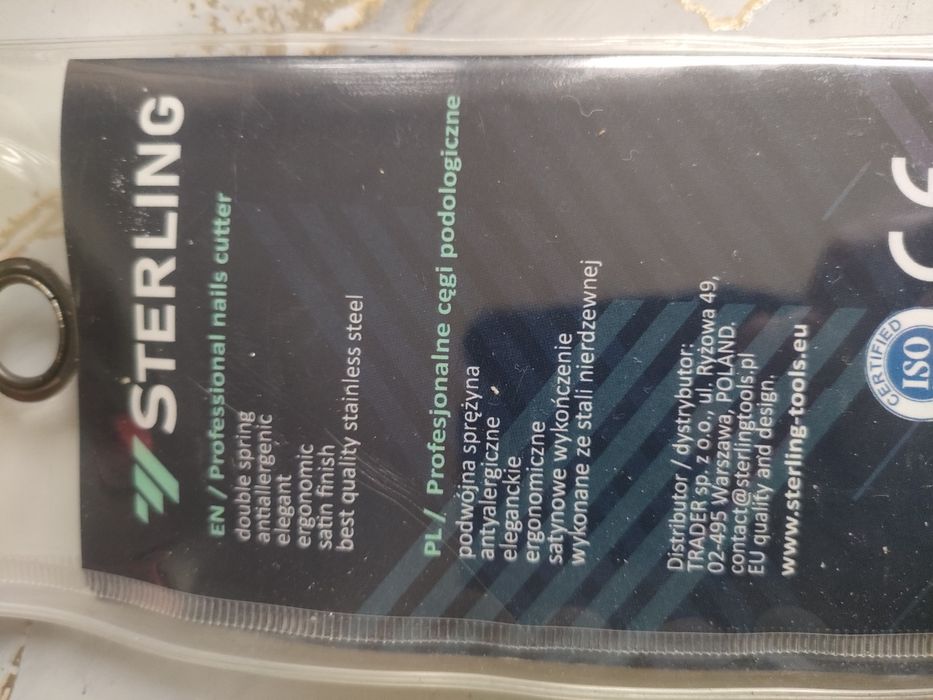 STERLING
EN / Professional nails cutter
double spring
antiallergenic
elegant
ergonomic
satin finish
best quality stainless steel
PL / Profesjonalne cęgi podologiczne
podwójna sprężyna
antyalergiczne
eleganckie
ergonomiczne
satynowe wykończenie
wykonane ze stali nierdzewnej
Distributor / dystrybutor:
TRADER sp. z o.o., ul. Ryżowa 49,
02-495 Warszawa, POLAND.
contact@sterlingtools.pl
EU quality and design.
www.sterling-tools.eu
CERTIFIED
ISO
CE